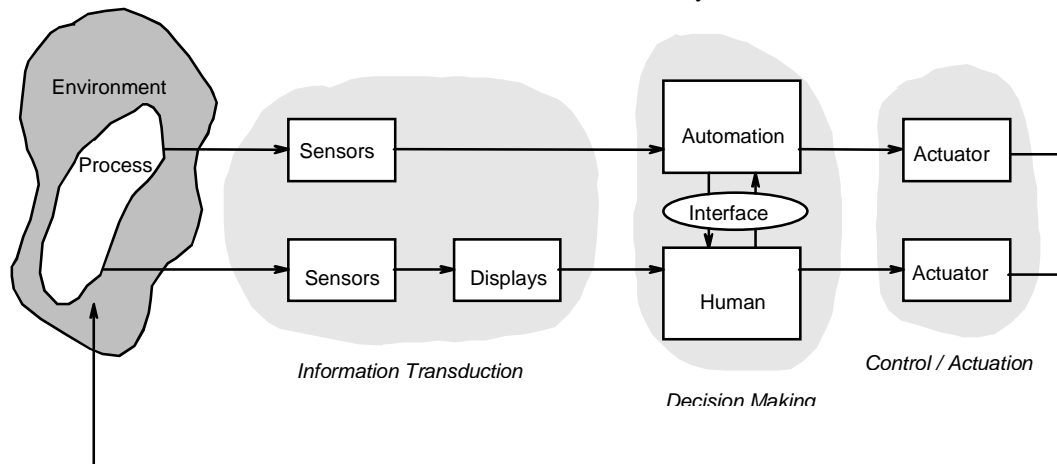 Environment
Process
Sensors
Automation
Actuator
Interface
Sensors
Displays
Human
Actuator
Information Transduction
Control / Actuation
Decision Making